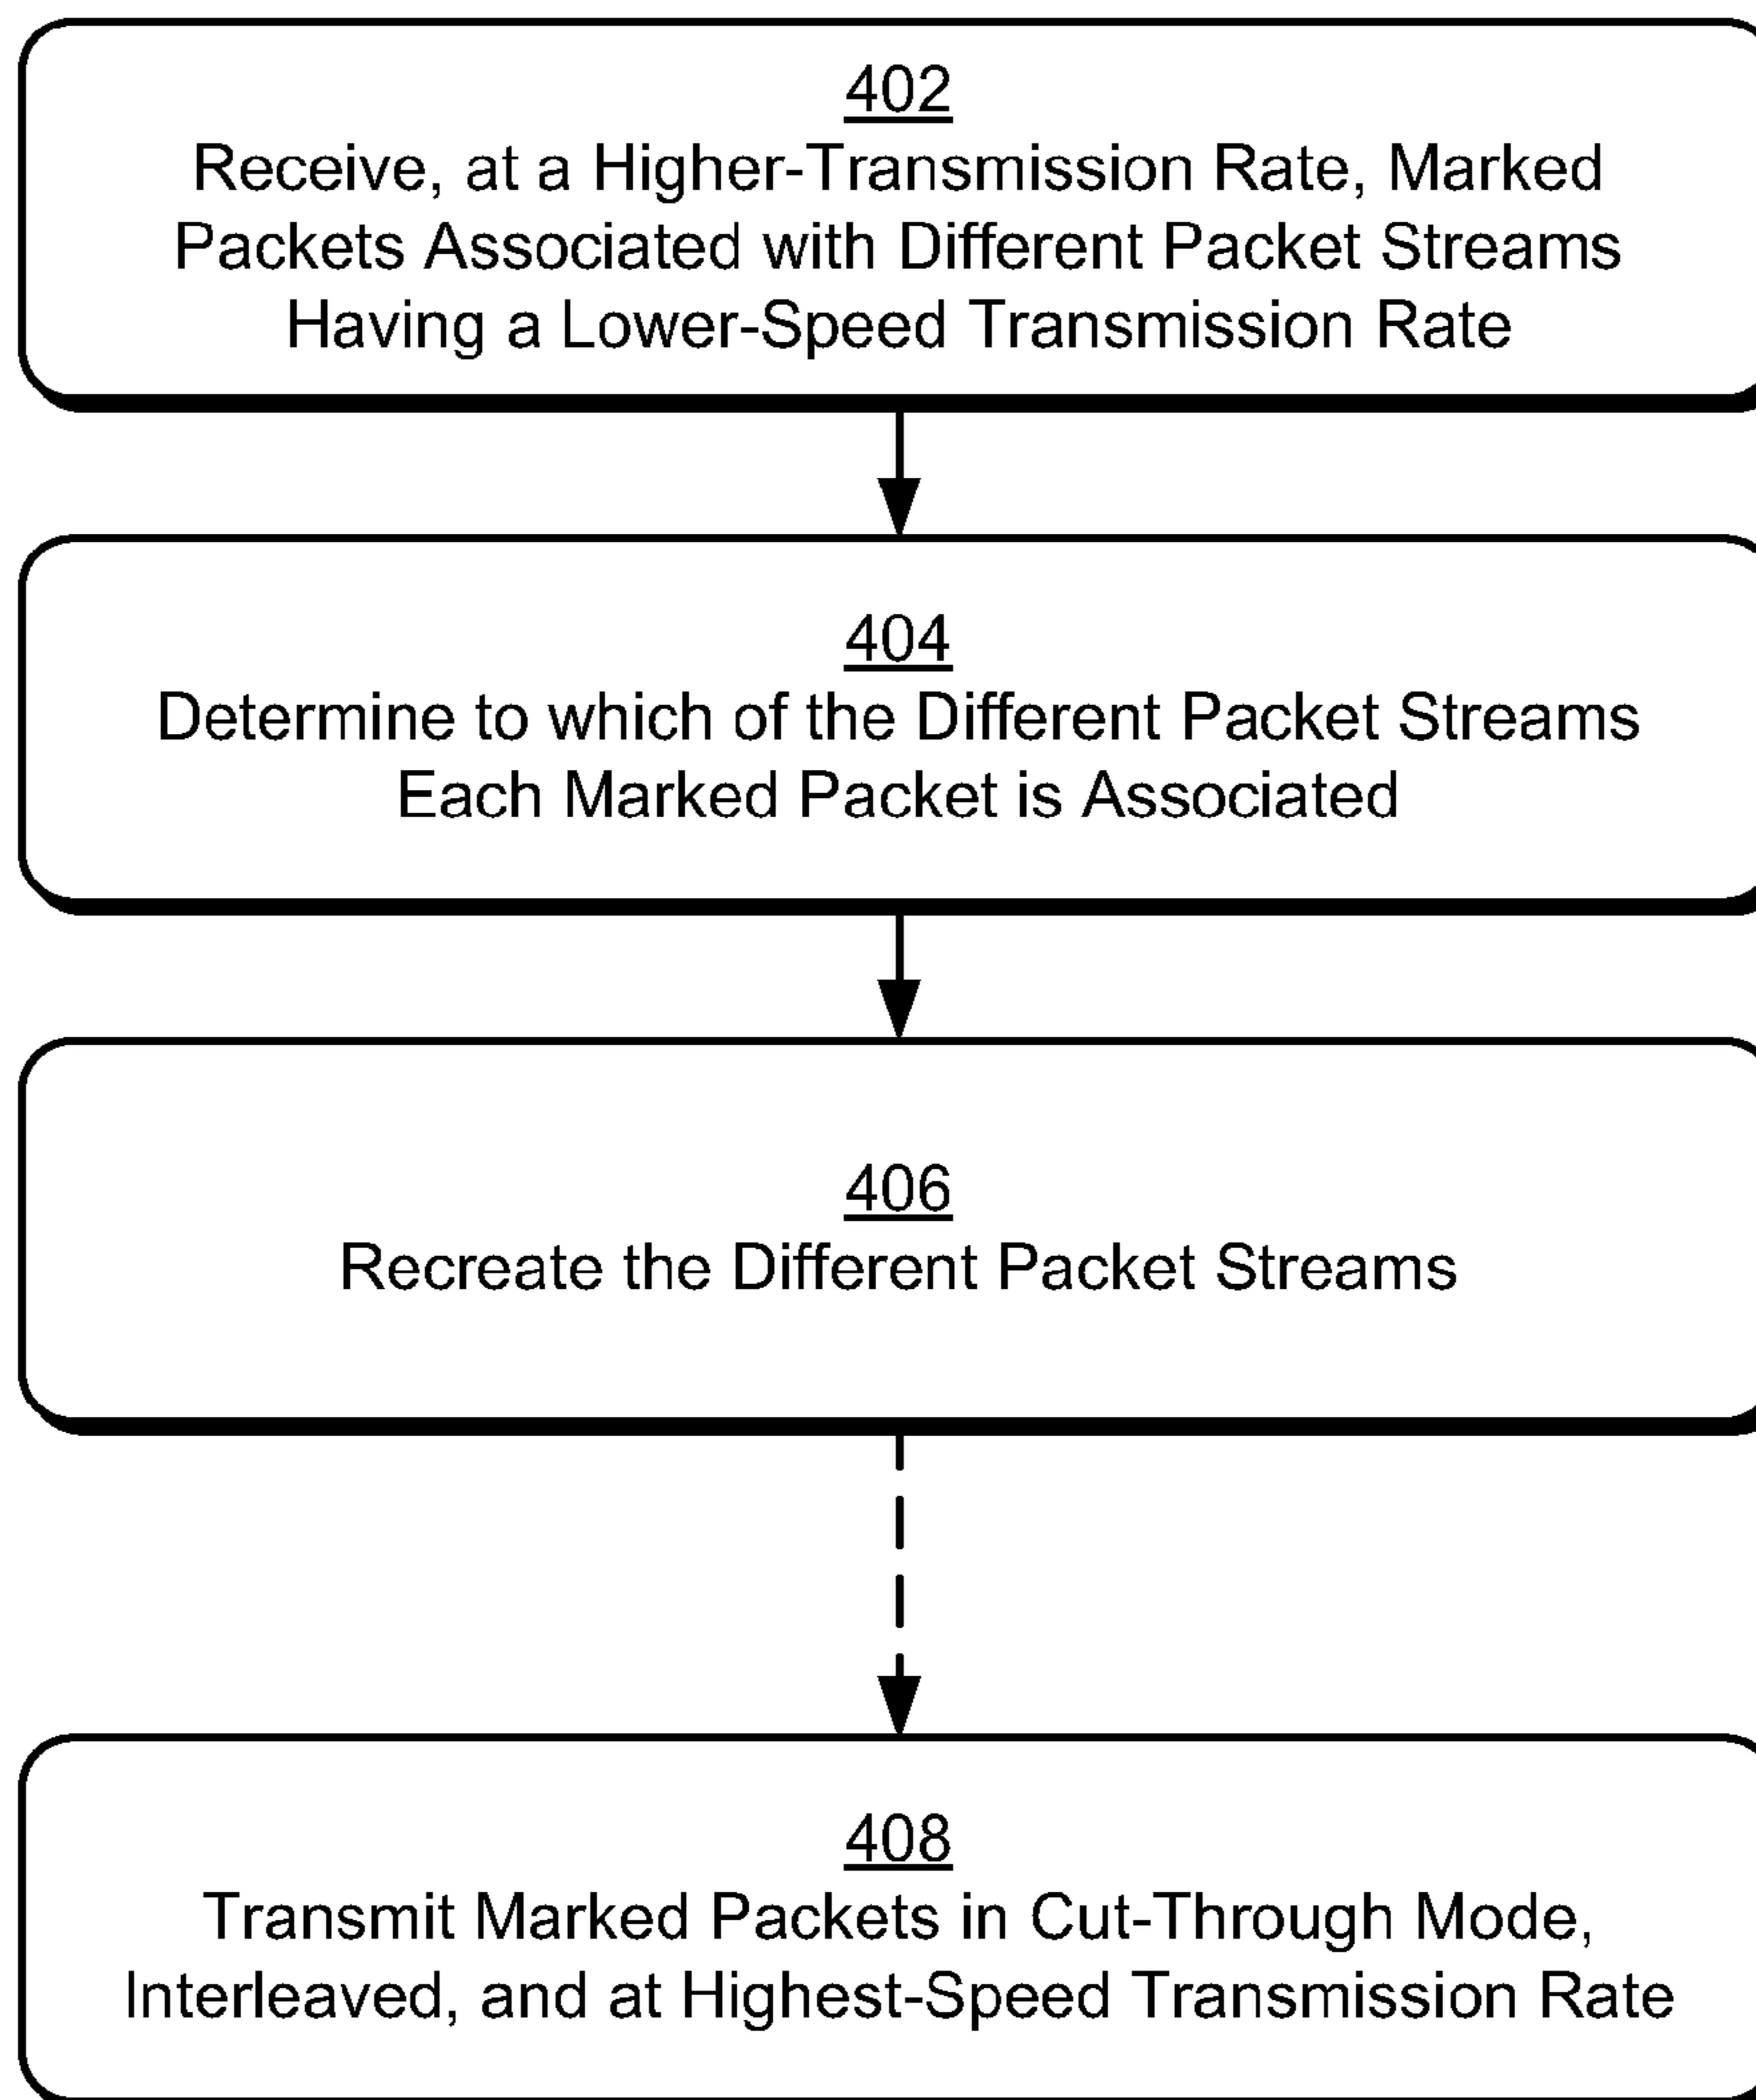 402
Receive, at a Higher-Transmission Rate, Marked
Packets Associated with Different Packet Streams
Having a Lower-Speed Transmission Rate
404
Determine to which of the Different Packet Streams
Each Marked Packet is Associated
406
Recreate the Different Packet Streams
408
Transmit Marked Packets in Cut-Through Mode,
Interleaved, and at Highest-Speed Transmission Rate